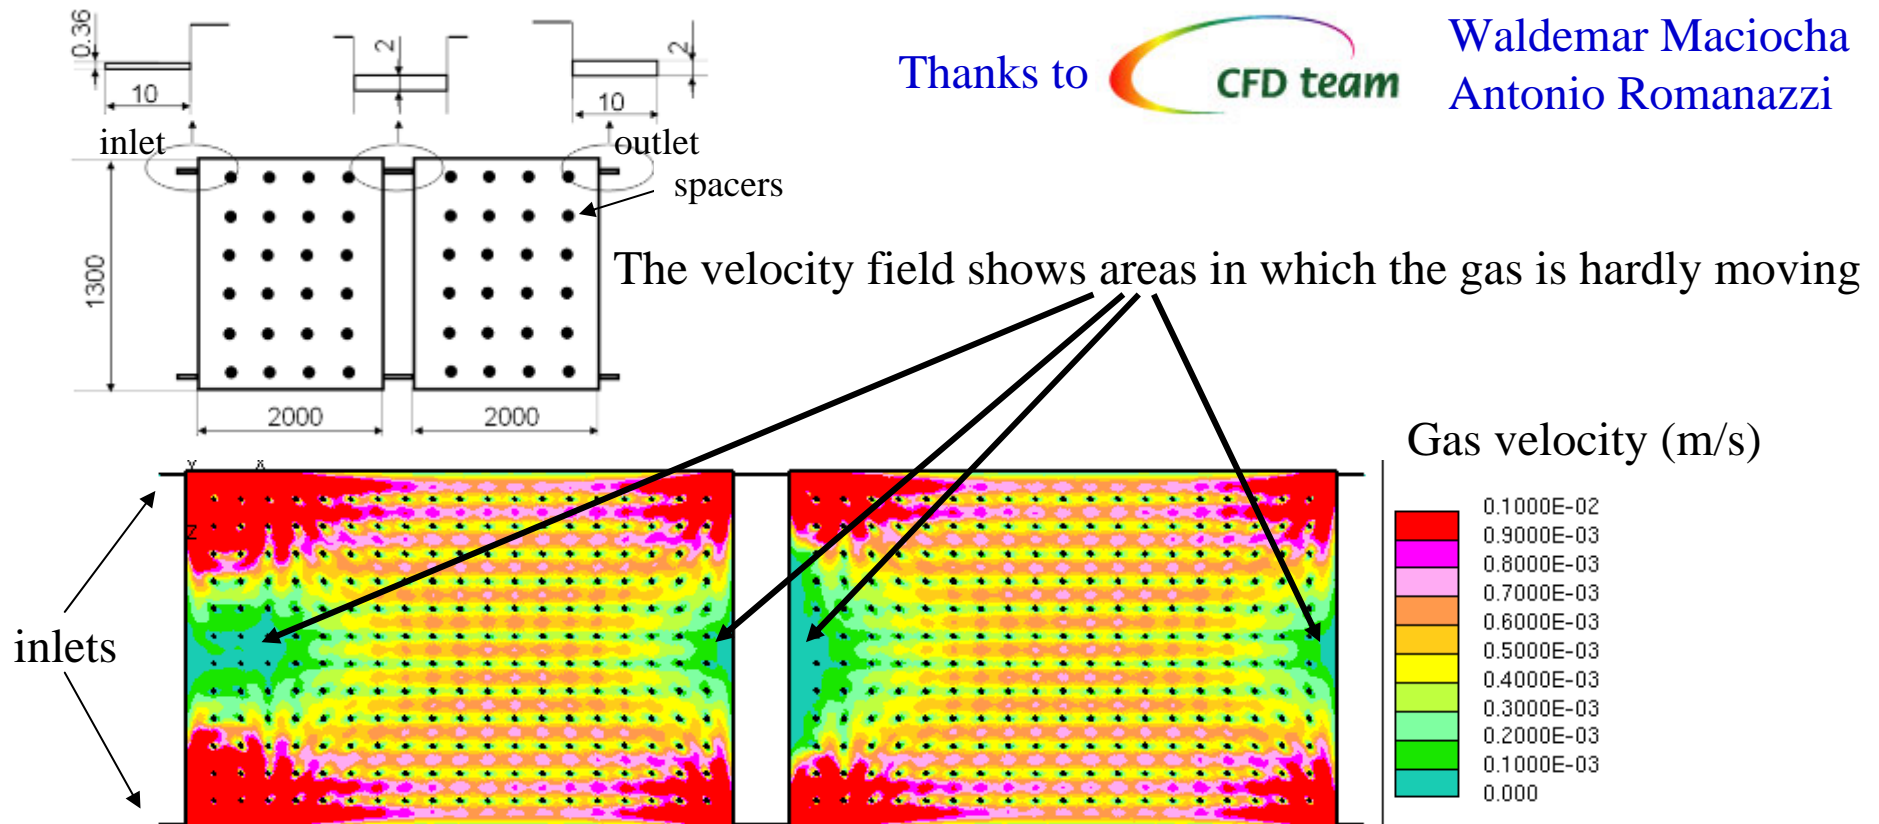 0.36
10
2
2
10
inlet
outlet
spacers
1300
2000
2000
Thanks to
CFD team
Waldemar Maciocha
Antonio Romanazzi
The velocity field shows areas in which the gas is hardly moving
Gas velocity (m/s)
Y
X
Z
inlets
0.1000E-02
0.9000E-03
0.8000E-03
0.7000E-03
0.6000E-03
0.5000E-03
0.4000E-03
0.3000E-03
0.2000E-03
0.1000E-03
0.000